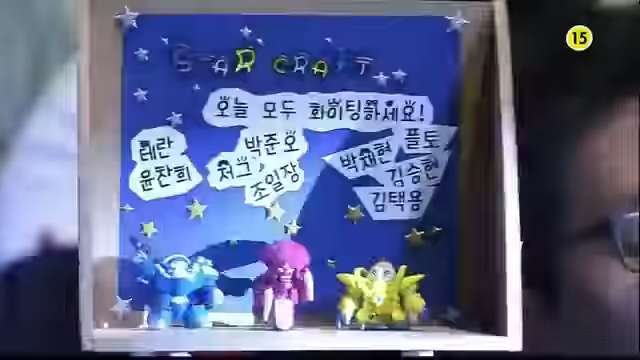 STAR CRAFT
오늘 모두 화이팅하세요!
테란
윤찬희
박준오
저그
조일장
플토
박재현
김승현
김택용
15